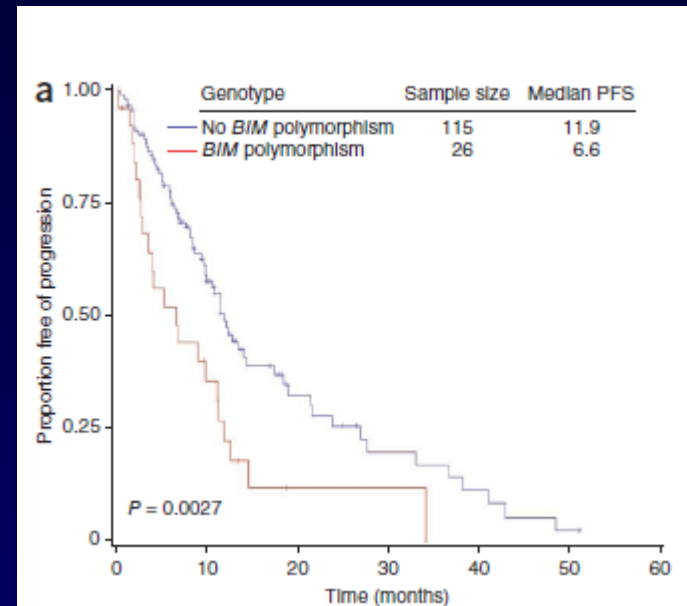 a
Genotype Sample size Median PFS
No BIM polymorphism 115 11.9
BIM polymorphism 26 6.6
1.00
0.75
0.50
0.25
0
Proportion free of progression
P = 0.0027
0 10 20 30 40 50 60
Time (months)